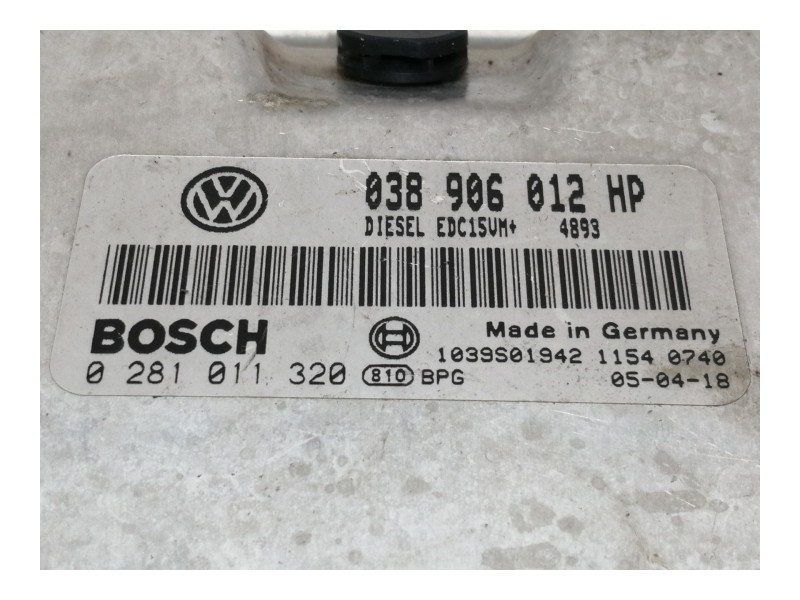 038 906 012 HP
DIESEL EDC15VM+ 4893
BOSCH
Made in Germany
1039S01942 1154 0740
0 281 011 320 810 BPG 05-04-18